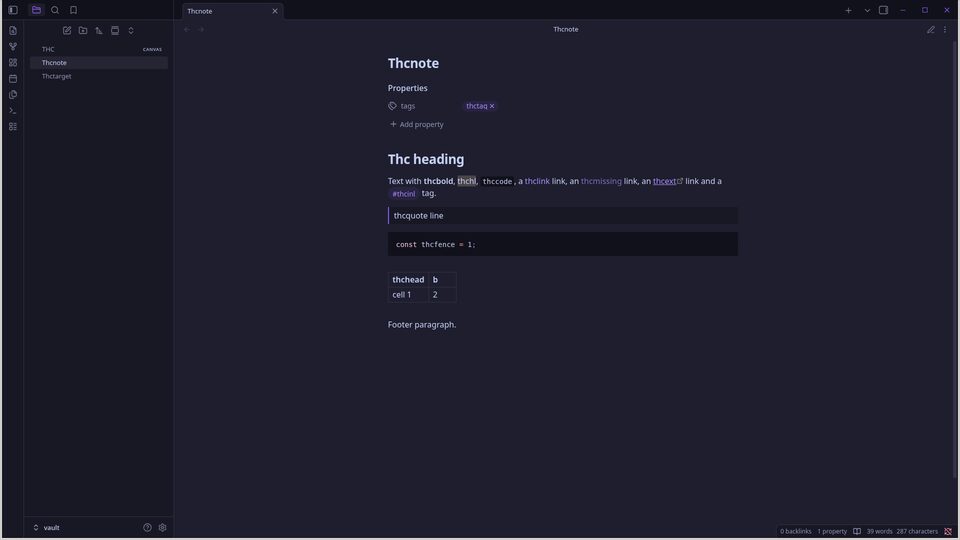 Thcnote
Thcnote
THC CANVAS
Thcnote
Thctarget
Thcnote
Properties
tags thctag ×
+ Add property
Thc heading
Text with thcbold, thchl, thccode, a thclink link, an thcmissing link, an thcext link and a
#thcinl tag.
thcquote line
const thcfence = 1;
thchead b
cell 1 2
Footer paragraph.
vault
0 backlinks 1 property 39 words 287 characters